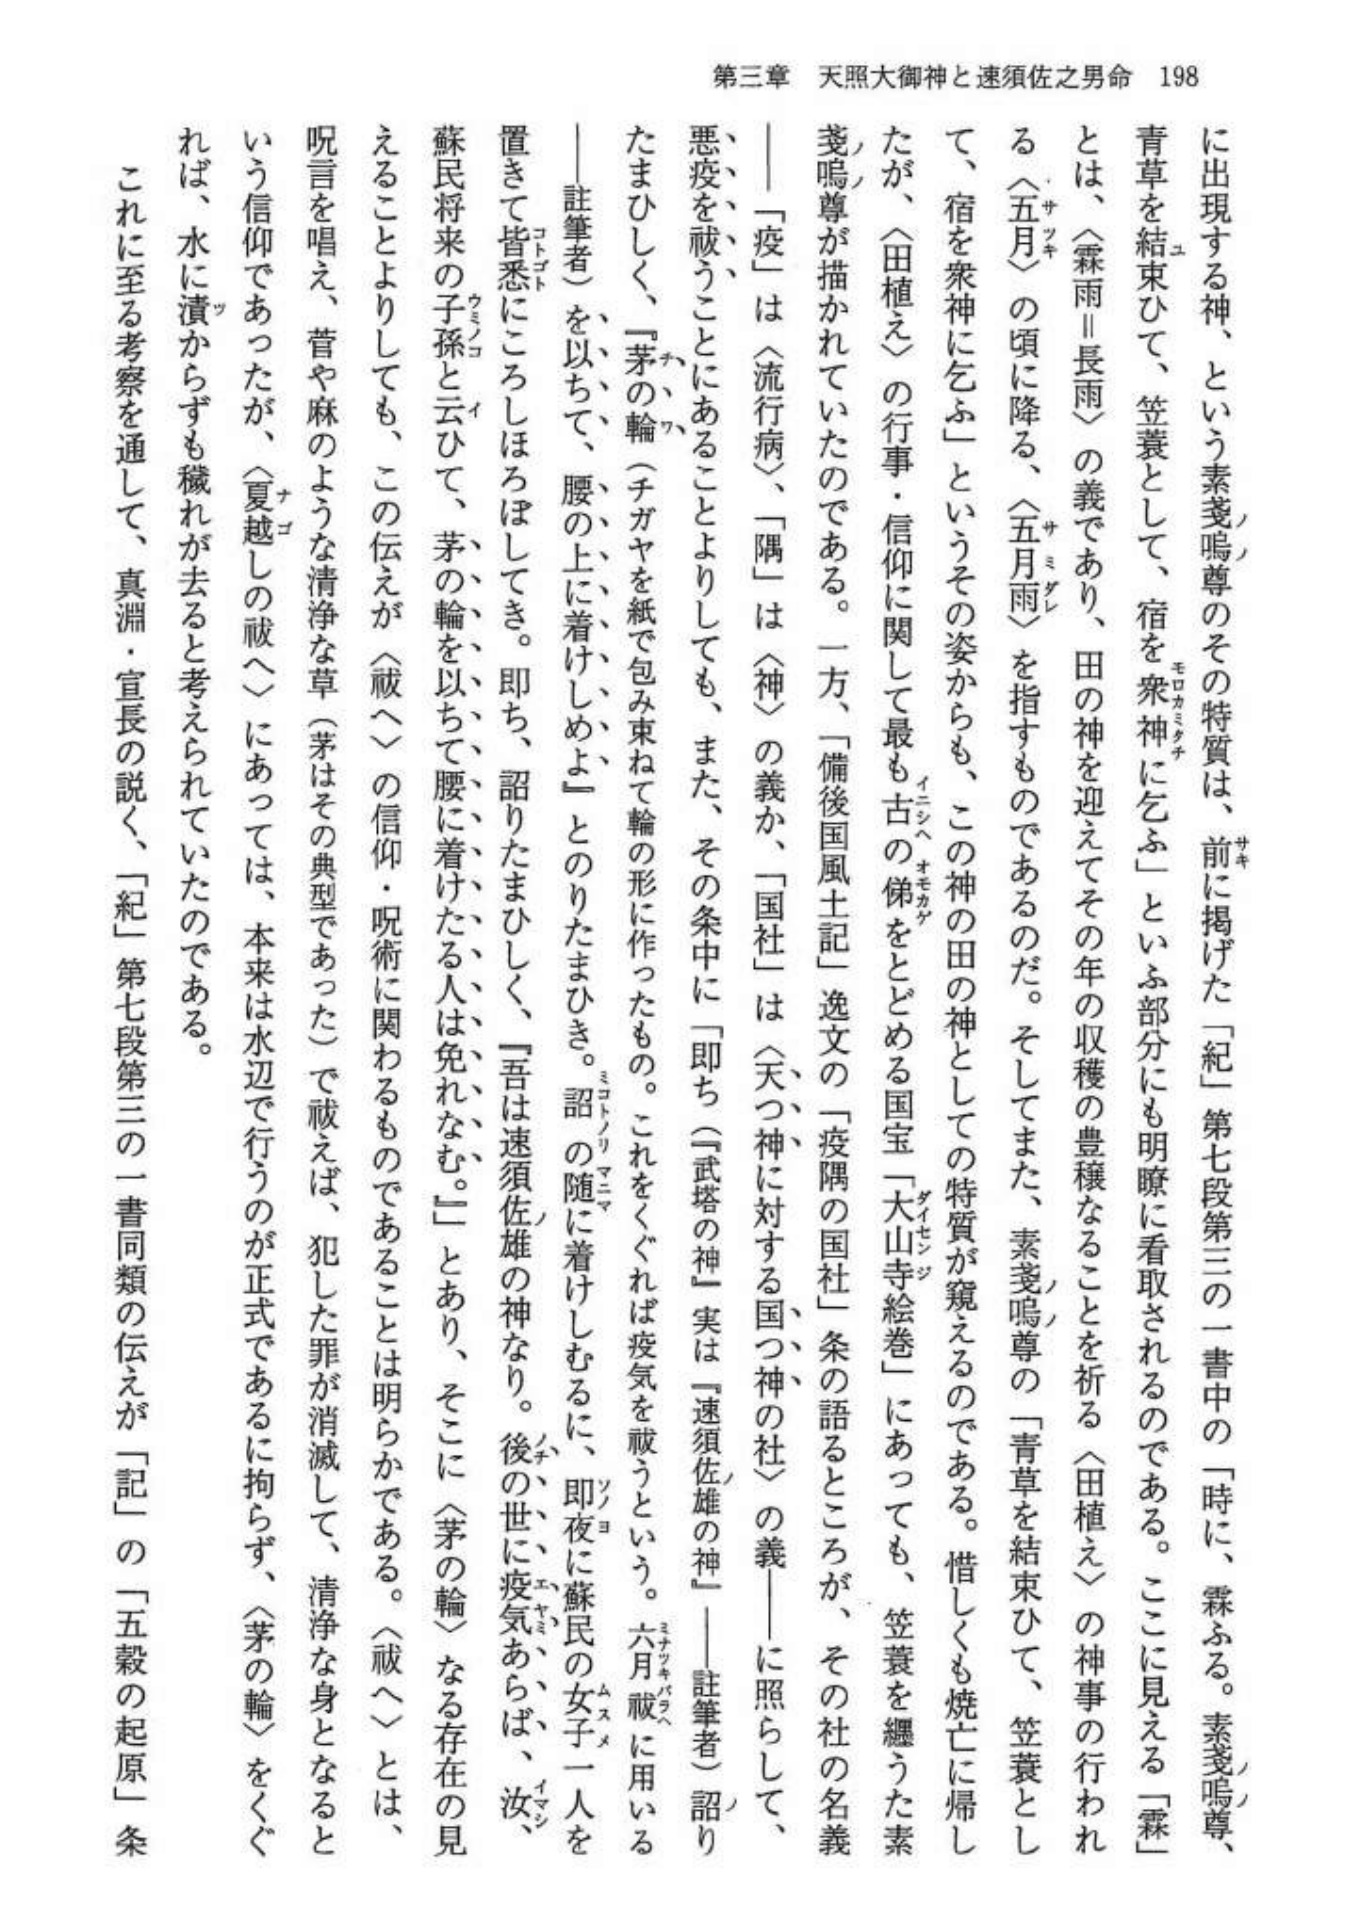 第三章　天照大御神と速須佐之男命　198
に出現する神、という素戔嗚尊のその特質は、前に掲げた「紀」第七段第三の一書中の「時に、霖ふる。素戔嗚尊、
青草を結束ひて、笠蓑として、宿を衆神に乞ふ」といふ部分にも明瞭に看取されるのである。ここに見える「霖」
とは、〈霖雨＝長雨〉の義であり、田の神を迎えてその年の収穫の豊穣なることを祈る〈田植え〉の神事の行われ
る〈五月〉の頃に降る、〈五月雨〉を指すものであるのだ。そしてまた、素戔嗚尊の「青草を結束ひて、笠蓑とし
て、宿を衆神に乞ふ」というその姿からも、この神の田の神としての特質が窺えるのである。惜しくも焼亡に帰し
たが、〈田植え〉の行事・信仰に関して最も古の俤をとどめる国宝「大山寺絵巻」にあっても、笠蓑を纒うた素
戔嗚尊が描かれていたのである。一方、「備後国風土記」逸文の「疫隅の国社」条の語るところが、その社の名義
――「疫」は〈流行病〉、「隅」は〈神〉の義か、「国社」は〈天つ神に対する国つ神の社〉の義――に照らして、
悪疫を祓うことにあることよりしても、また、その条中に「即ち（『武塔の神』実は『速須佐雄の神』――註筆者）詔り
たまひしく、『茅の輪（チガヤを紙で包み束ねて輪の形に作ったもの。これをくぐれば疫気を祓うという。六月祓に用いる
――註筆者）を以ちて、腰の上に着けしめよ』とのりたまひき。詔の随に着けしむるに、即夜に蘇民の女子一人を
置きて皆悉にころしほろぼしてき。即ち、詔りたまひしく、『吾は速須佐雄の神なり。後の世に疫気あらば、汝、
蘇民将来の子孫と云ひて、茅の輪を以ちて腰に着けたる人は免れなむ。』」とあり、そこに〈茅の輪〉なる存在の見
えることよりしても、この伝えが〈祓へ〉の信仰・呪術に関わるものであることは明らかである。〈祓へ〉とは、
呪言を唱え、菅や麻のような清浄な草（茅はその典型であった）で祓えば、犯した罪が消滅して、清浄な身となると
いう信仰であったが、〈夏越しの祓へ〉にあっては、本来は水辺で行うのが正式であるに拘らず、〈茅の輪〉をくぐ
れば、水に漬からずも穢れが去ると考えられていたのである。
これに至る考察を通して、真淵・宣長の説く、「紀」第七段第三の一書同類の伝えが「記」の「五穀の起原」条